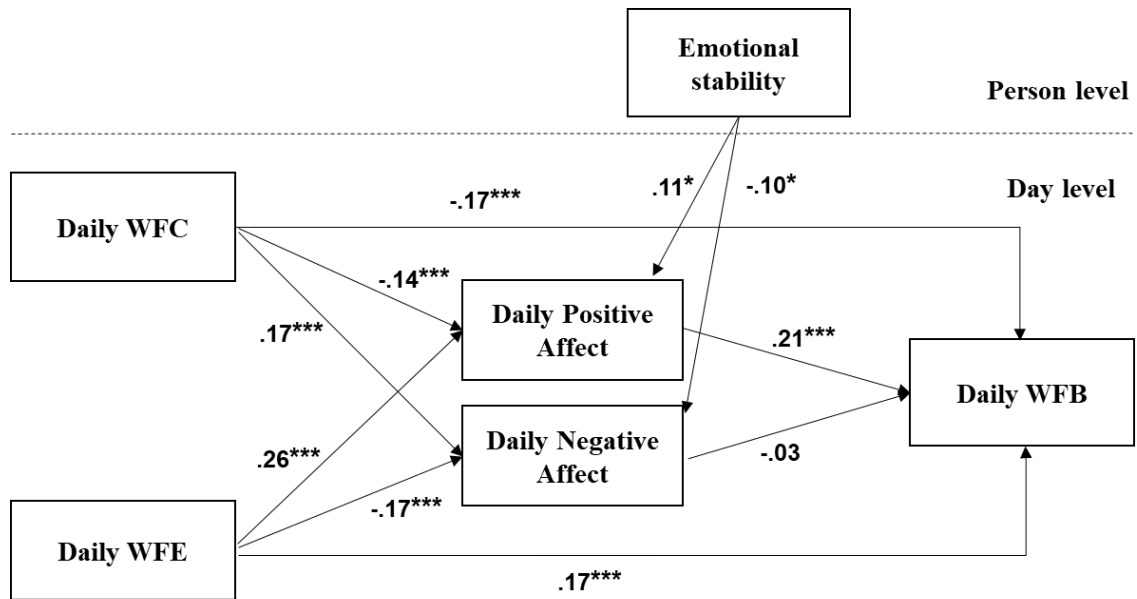 Emotional
stability
Person level
.11*
-.10*
Day level
-.17***
Daily WFC
-.14***
Daily Positive
Affect
.17***
.21***
Daily WFB
Daily Negative
Affect
.26***
-.03
-.17***
Daily WFE
.17***